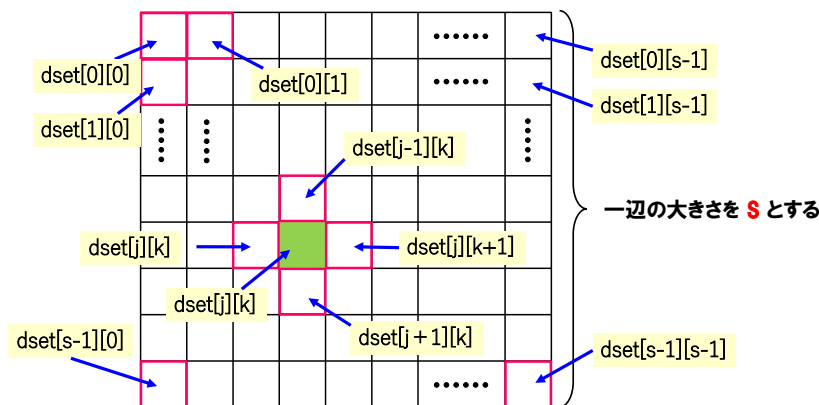 dset[0][0]
dset[0][1]
dset[0][s-1]
dset[1][0]
dset[1][s-1]
dset[j-1][k]
一辺の大きさを S とする
dset[j][k]
dset[j][k+1]
dset[j][k]
dset[j+1][k]
dset[s-1][0]
dset[s-1][s-1]